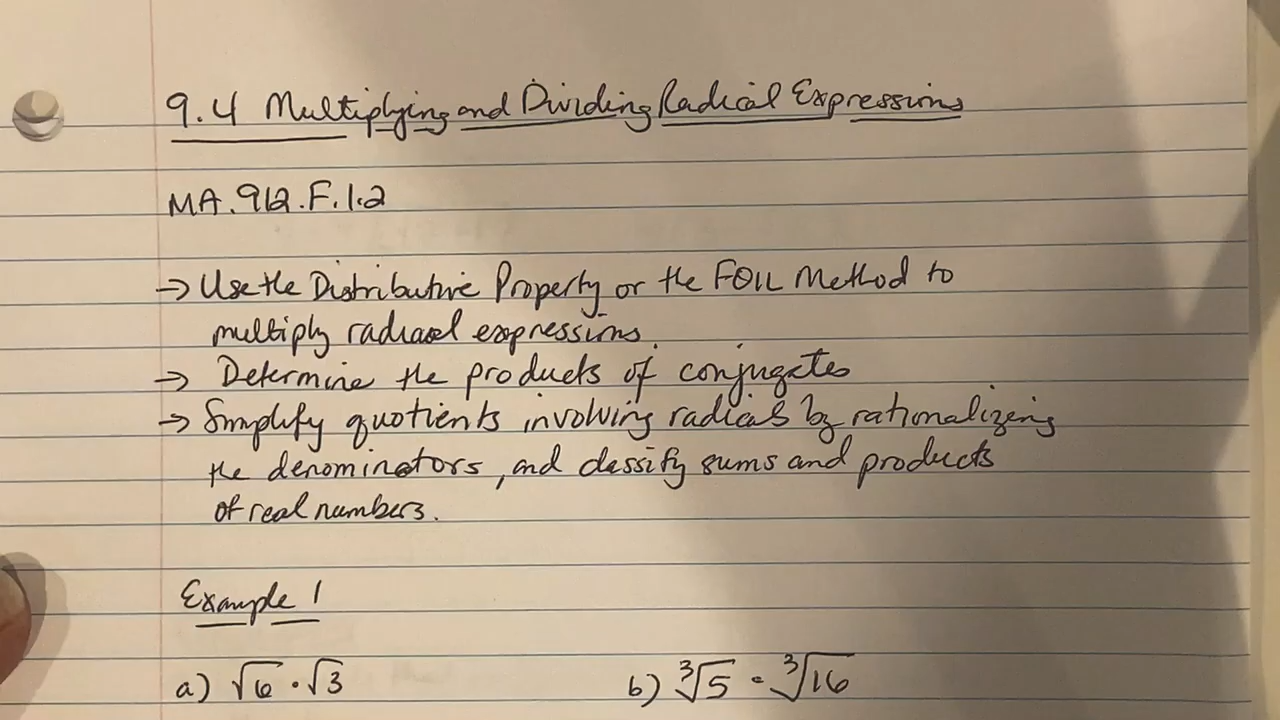 9.4 Multiplying and Dividing Radical Expressions
MA.912.F.1.2
→ Use the Distributive Property or the FOIL Method to
multiply radical expressions.
→ Determine the products of conjugates
→ Simplify quotients involving radicals by rationalizing
the denominators, and classify sums and products
of real numbers.
Example 1
a) √6 · √3 b) ∛5 · ∛16